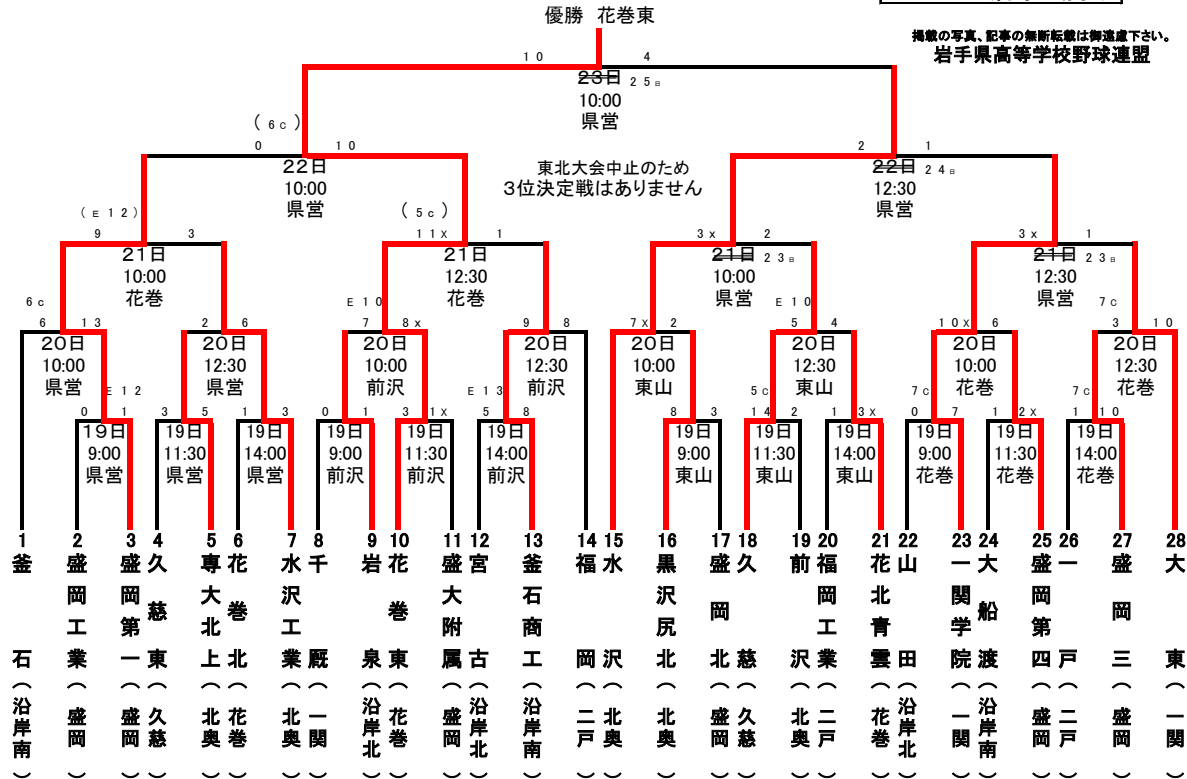 優勝 花巻東
掲載の写真、記事の無断転載は御遠慮下さい。
岩手県高等学校野球連盟
10 4
23日 25日
10:00
県営
(6c)
0 10
22日
10:00
県営
東北大会中止のため
3位決定戦はありません
2 1
22日 24日
12:30
県営
(E12)
9 3
21日
10:00
花巻
(5c)
11x 1
21日
12:30
花巻
3x 2
21日 23日
10:00
県営
3x 1
21日 23日
12:30
県営
6c
6 13
20日
10:00
県営
2 6
20日
12:30
県営
E10
7 8x
20日
10:00
前沢
9 8
20日
12:30
前沢
7x 2
20日
10:00
東山
E10
5 4
20日
12:30
東山
10x 6
20日
10:00
花巻
7c
3 10
20日
12:30
花巻
E12
0 1
19日
9:00
県営
3 5
19日
11:30
県営
1 3
19日
14:00
県営
0 1
19日
9:00
前沢
3 1x
19日
11:30
前沢
E13
5 8
19日
14:00
前沢
8 3
19日
9:00
東山
5c
14 2
19日
11:30
東山
1 3x
19日
14:00
東山
7c
0 7
19日
9:00
花巻
1 2x
19日
11:30
花巻
7c
1 10
19日
14:00
花巻
1 釜石(沿岸南)
2 盛岡工業(盛岡)
3 盛岡第一(盛岡)
4 久慈東(久慈)
5 専大北上(北奥)
6 花巻北(花巻)
7 水沢工業(北奥)
8 千厩(一関)
9 岩泉(沿岸北)
10 花巻東(花巻)
11 盛大附属(盛岡)
12 宮古(沿岸北)
13 釜石商工(沿岸南)
14 福岡(二戸)
15 水沢(北奥)
16 黒沢尻北(北奥)
17 盛岡北(盛岡)
18 久慈(久慈)
19 前沢(北奥)
20 福岡工業(二戸)
21 花北青雲(花巻)
22 山田(沿岸北)
23 一関学院(一関)
24 大船渡(沿岸南)
25 盛岡第四(盛岡)
26 一戸(二戸)
27 盛岡三(盛岡)
28 大東(一関)